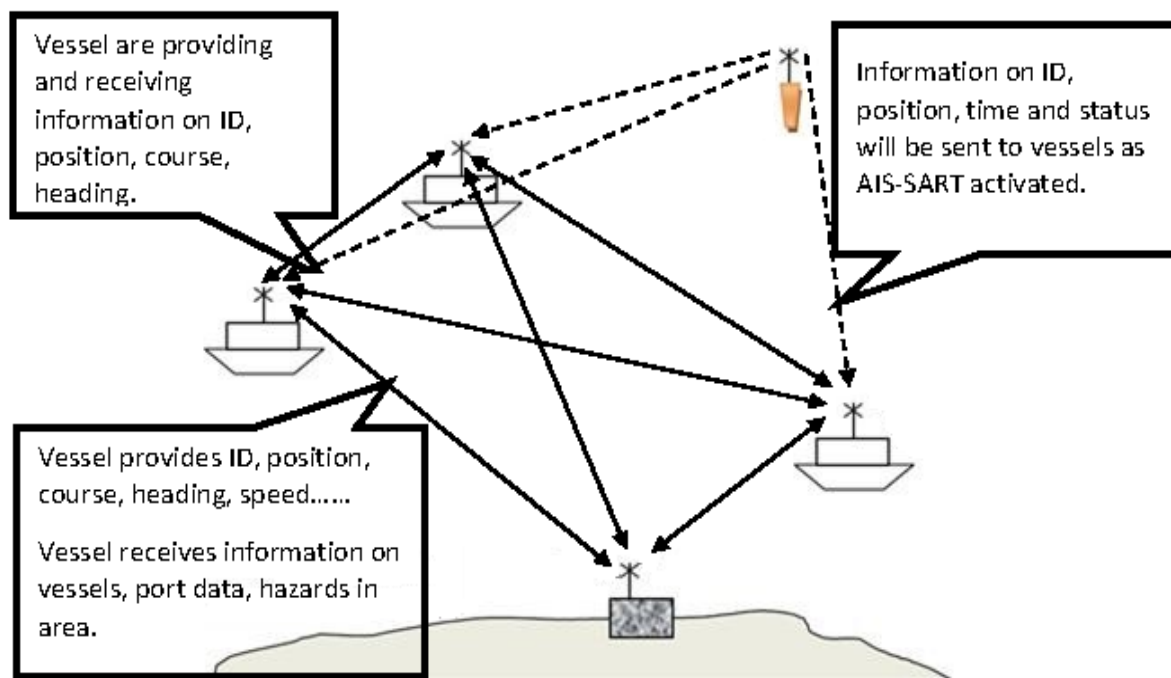 Vessel are providing
and receiving
information on ID,
position, course,
heading.
Information on ID,
position, time and status
will be sent to vessels as
AIS-SART activated.
Vessel provides ID, position,
course, heading, speed......
Vessel receives information on
vessels, port data, hazards in
area.